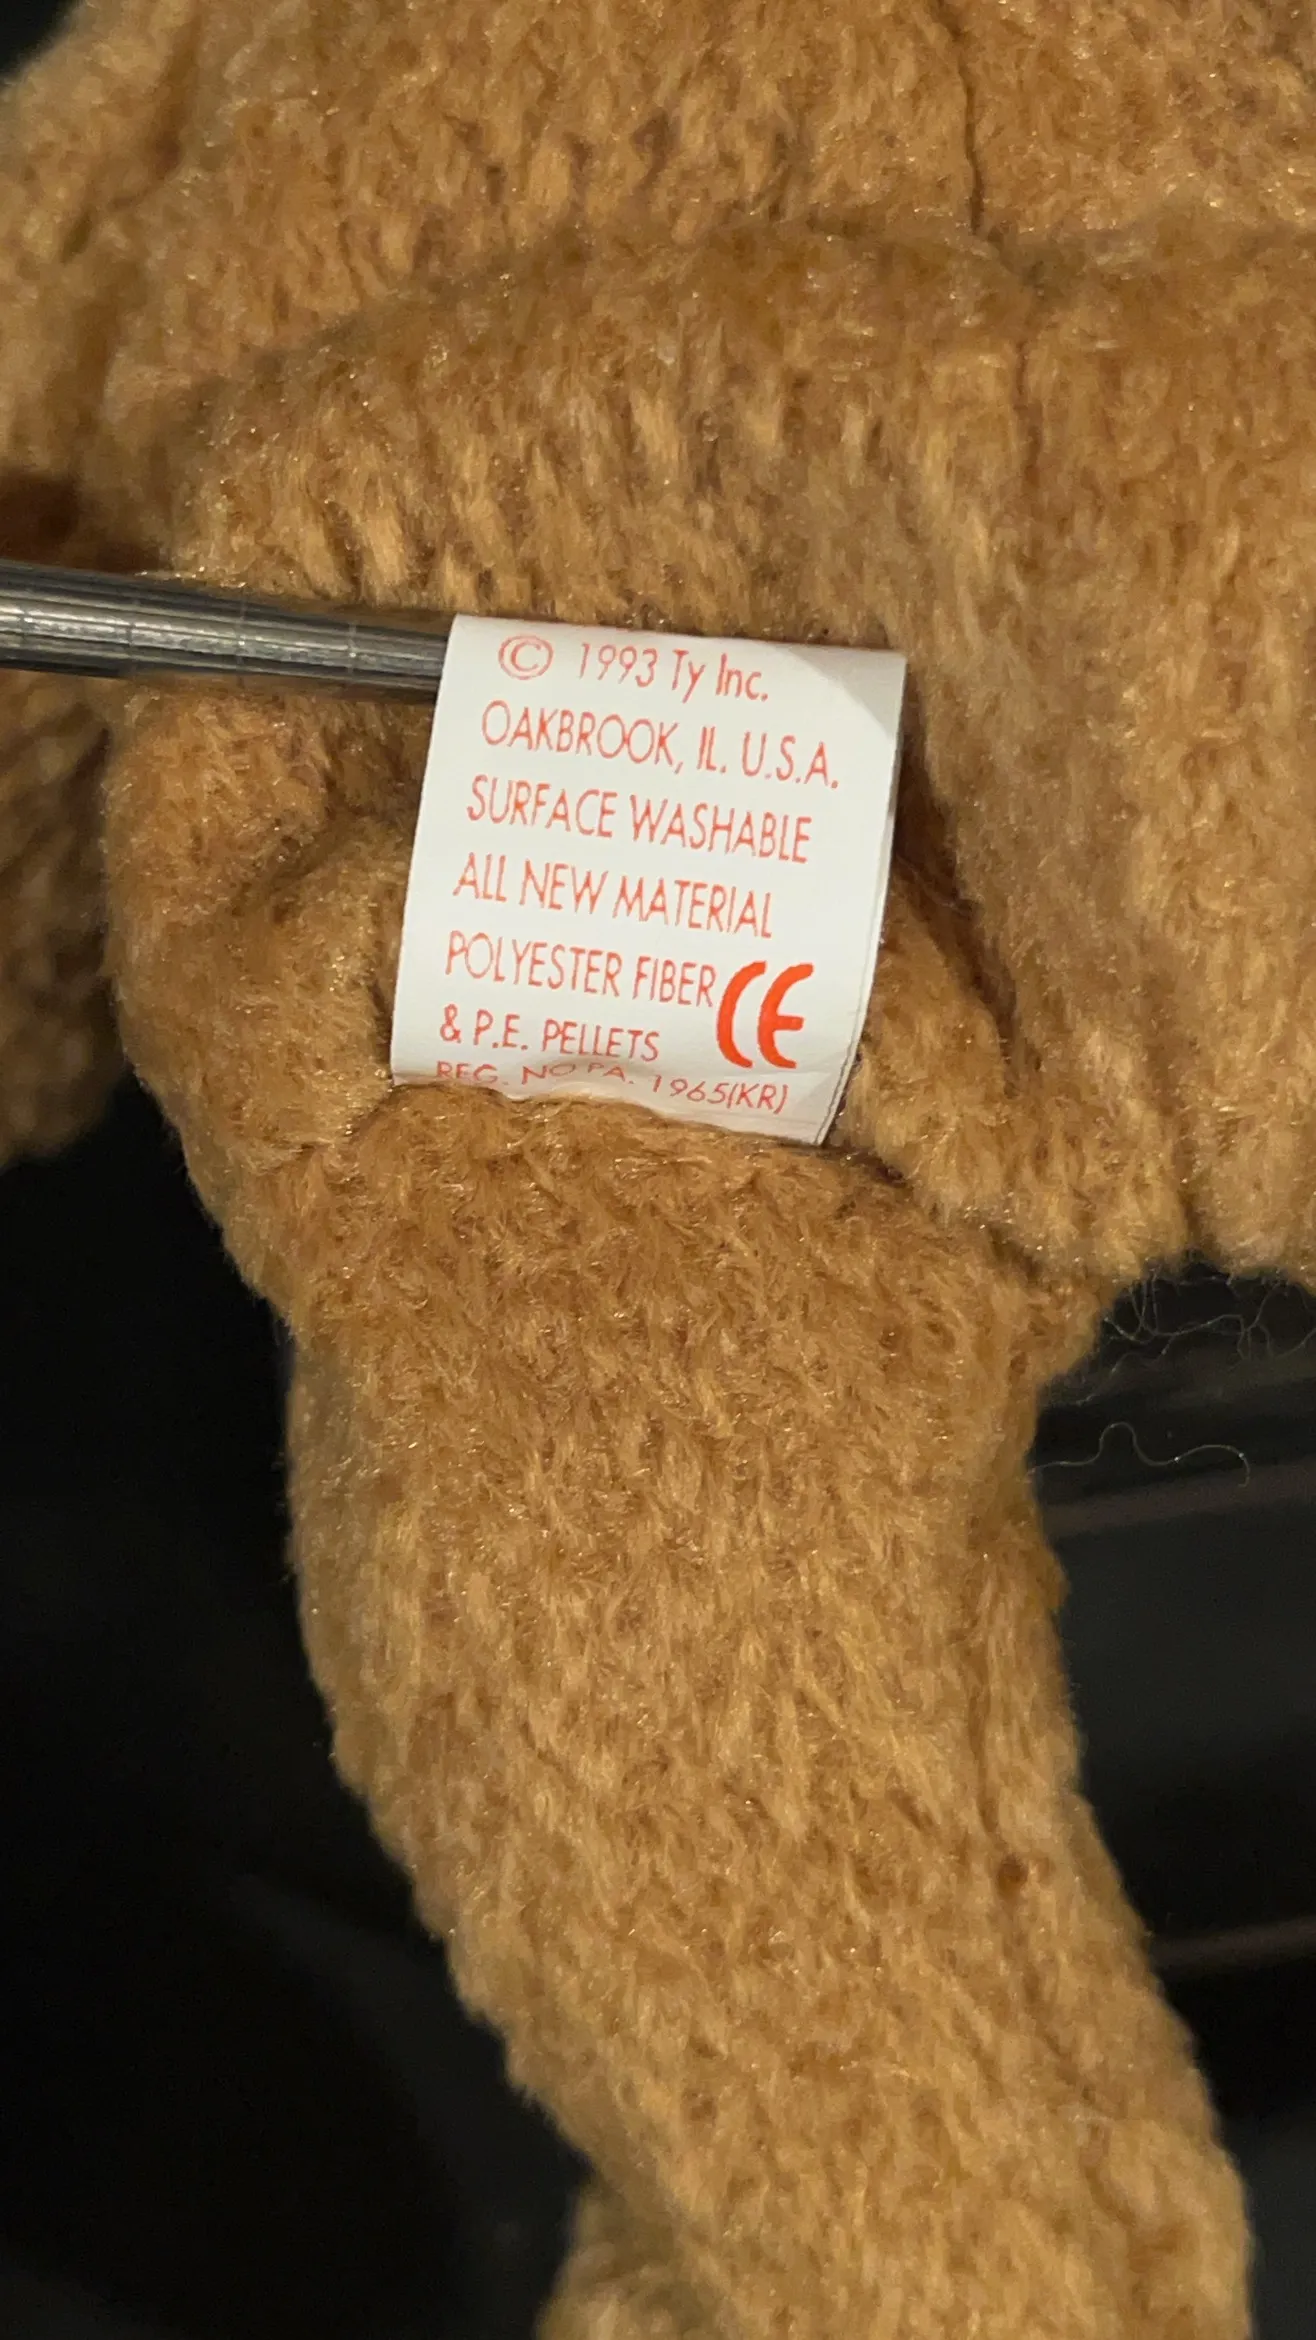 © 1993 Ty Inc.
OAKBROOK, IL. U.S.A.
SURFACE WASHABLE
ALL NEW MATERIAL
POLYESTER FIBER
& P.E. PELLETS CE
REG. NO PA. 1965(KR)